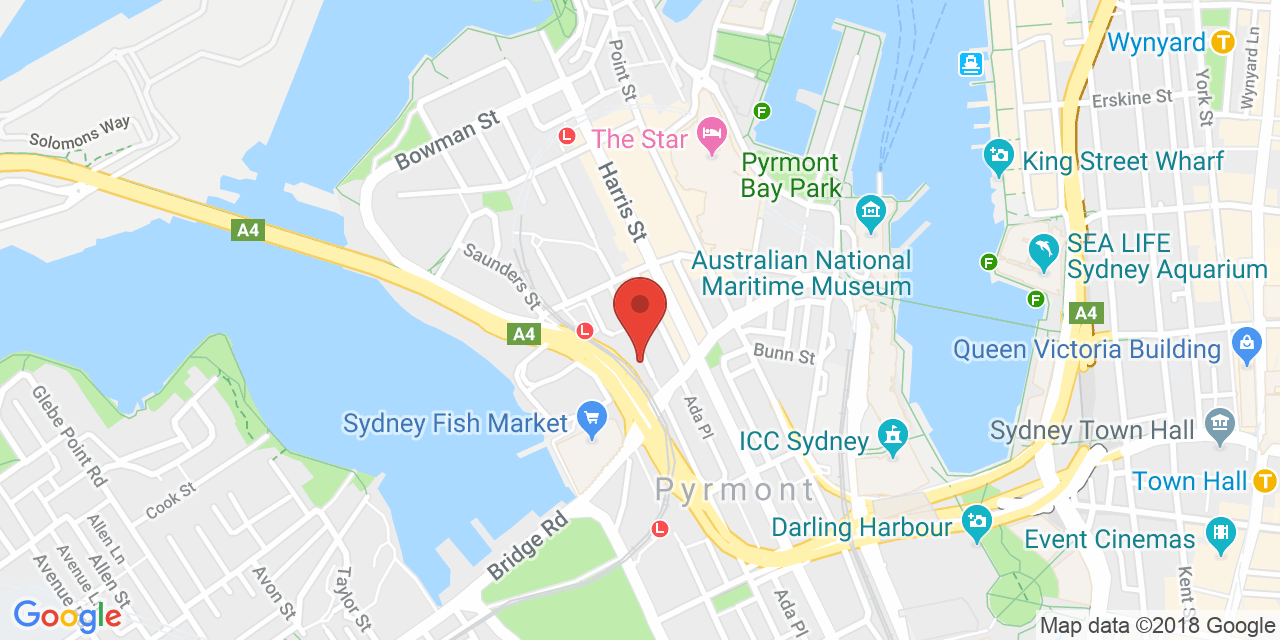 Wynyard T
Point St
York St
Wynyard Ln
Erskine St
Solomons Way
Bowman St
L
The Star
F
Pyrmont
Bay Park
King Street Wharf
Harris St
A4
Saunders St
Australian National
Maritime Museum
SEA LIFE
Sydney Aquarium
F
F
A4
A4
L
Bunn St
Queen Victoria Building
Glebe Point Rd
Sydney Fish Market
Ada Pl
ICC Sydney
Sydney Town Hall
Cook St
Pyrmont
Town Hall T
Allen Ln
Bridge Rd
L
Darling Harbour
Event Cinemas
Avenue Rd
Avenue L
Allen St
Avon St
Taylor St
Ada Pl
Kent S
Google
Map data ©2018 Google